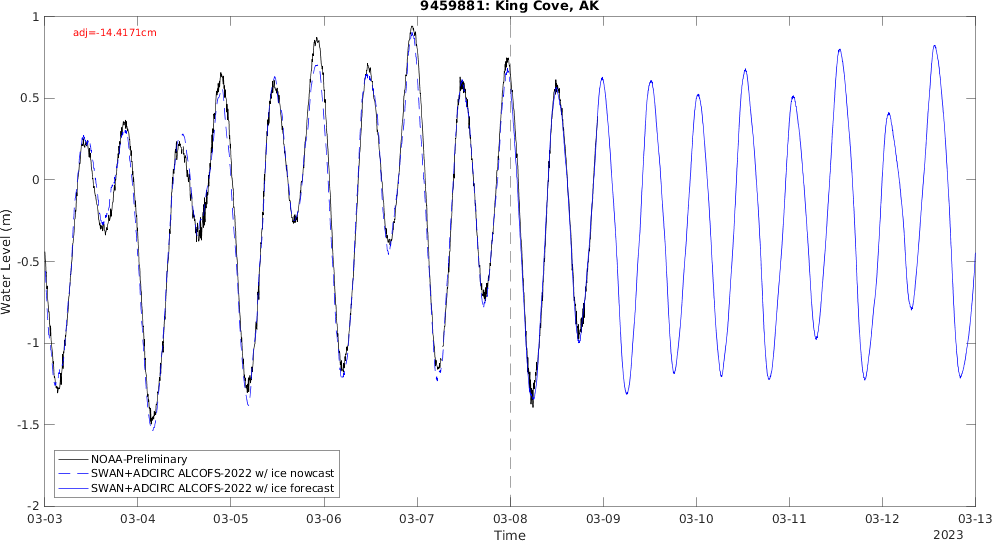 9459881: King Cove, AK
adj=-14.4171cm
1
0.5
0
-0.5
-1
-1.5
-2
Water Level (m)
NOAA-Preliminary
SWAN+ADCIRC ALCOFS-2022 w/ ice nowcast
SWAN+ADCIRC ALCOFS-2022 w/ ice forecast
03-03 03-04 03-05 03-06 03-07 03-08 03-09 03-10 03-11 03-12 03-13
Time
2023